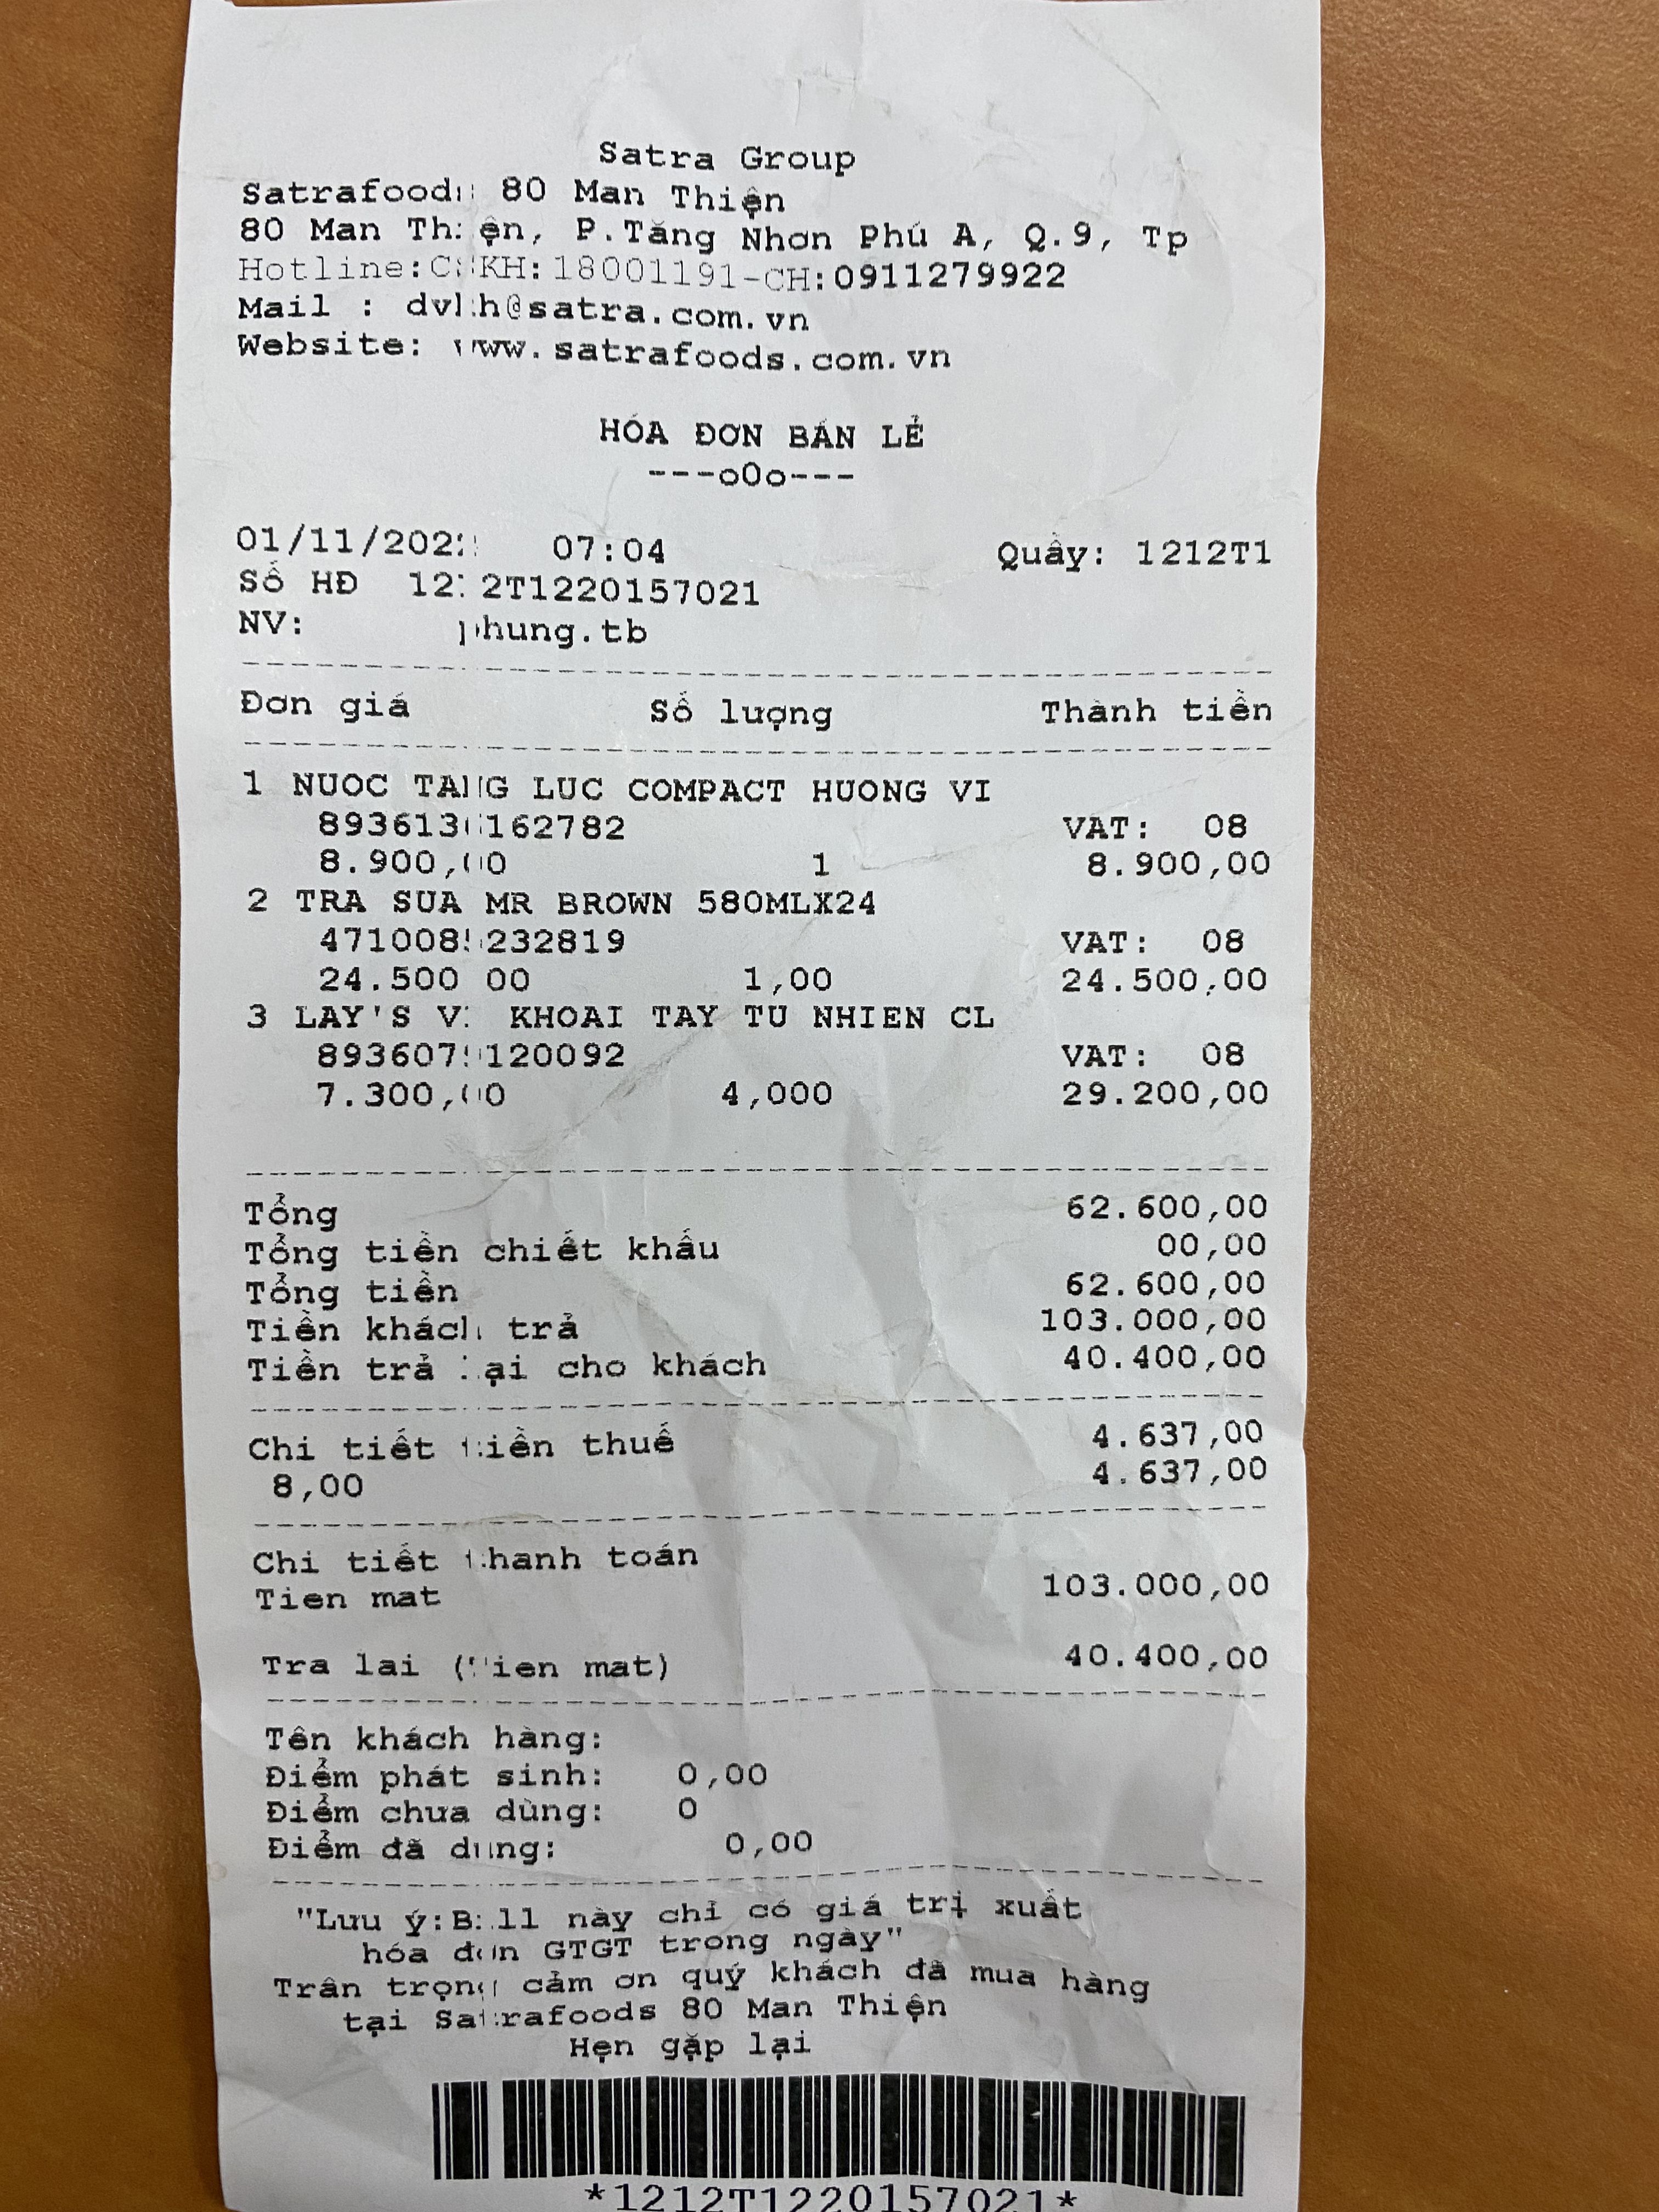 Satra Group
Satrafoods 80 Man Thiện
80 Man Thiện, P.Tăng Nhơn Phú A, Q.9, Tp
Hotline:CSKH:18001191-CH:0911279922
Mail : dvkh@satra.com.vn
Website: www.satrafoods.com.vn
HÓA ĐƠN BÁN LẺ
---oOo---
01/11/2022 07:04 Quầy: 1212T1
Số HĐ 1212T1220157021
NV: phung.tb
Đơn giá Số lượng Thành tiền
1 NUOC TANG LUC COMPACT HUONG VI
VAT: 08
8.900,00 1 8.900,00
2 TRA SUA MR BROWN 580MLX24
VAT: 08
24.500,00 1,00 24.500,00
3 LAY'S VI KHOAI TAY TU NHIEN CL
VAT: 08
7.300,00 4,000 29.200,00
Tổng 62.600,00
Tổng tiền chiết khấu 00,00
Tổng tiền 62.600,00
Tiền khách trả 103.000,00
Tiền trả lại cho khách 40.400,00
Chi tiết tiền thuế 4.637,00
8,00 4.637,00
Chi tiết thanh toán
Tien mat 103.000,00
Tra lai (Tien mat) 40.400,00
Tên khách hàng:
Điểm phát sinh: 0,00
Điểm chưa dùng: 0
Điểm đã dùng: 0,00
"Lưu ý:Bill này chỉ có giá trị xuất
hóa đơn GTGT trong ngày"
Trân trọng cảm ơn quý khách đã mua hàng
tại Satrafoods 80 Man Thiện
Hẹn gặp lại
*1212T1220157021*